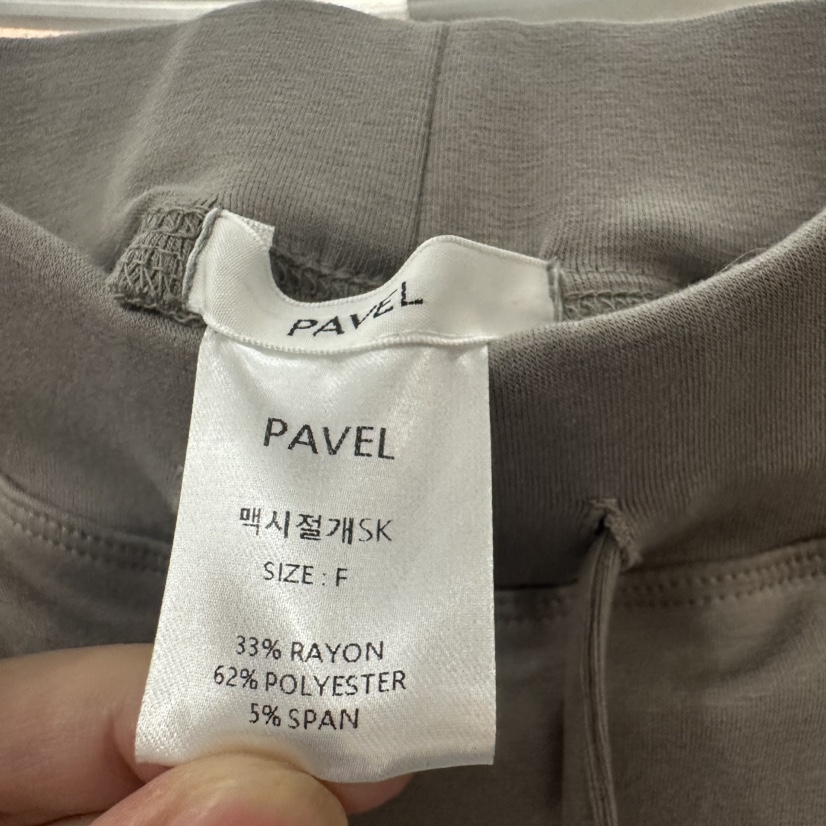 PAVEL
PAVEL
맥시절개SK
SIZE : F
33% RAYON
62% POLYESTER
5% SPAN